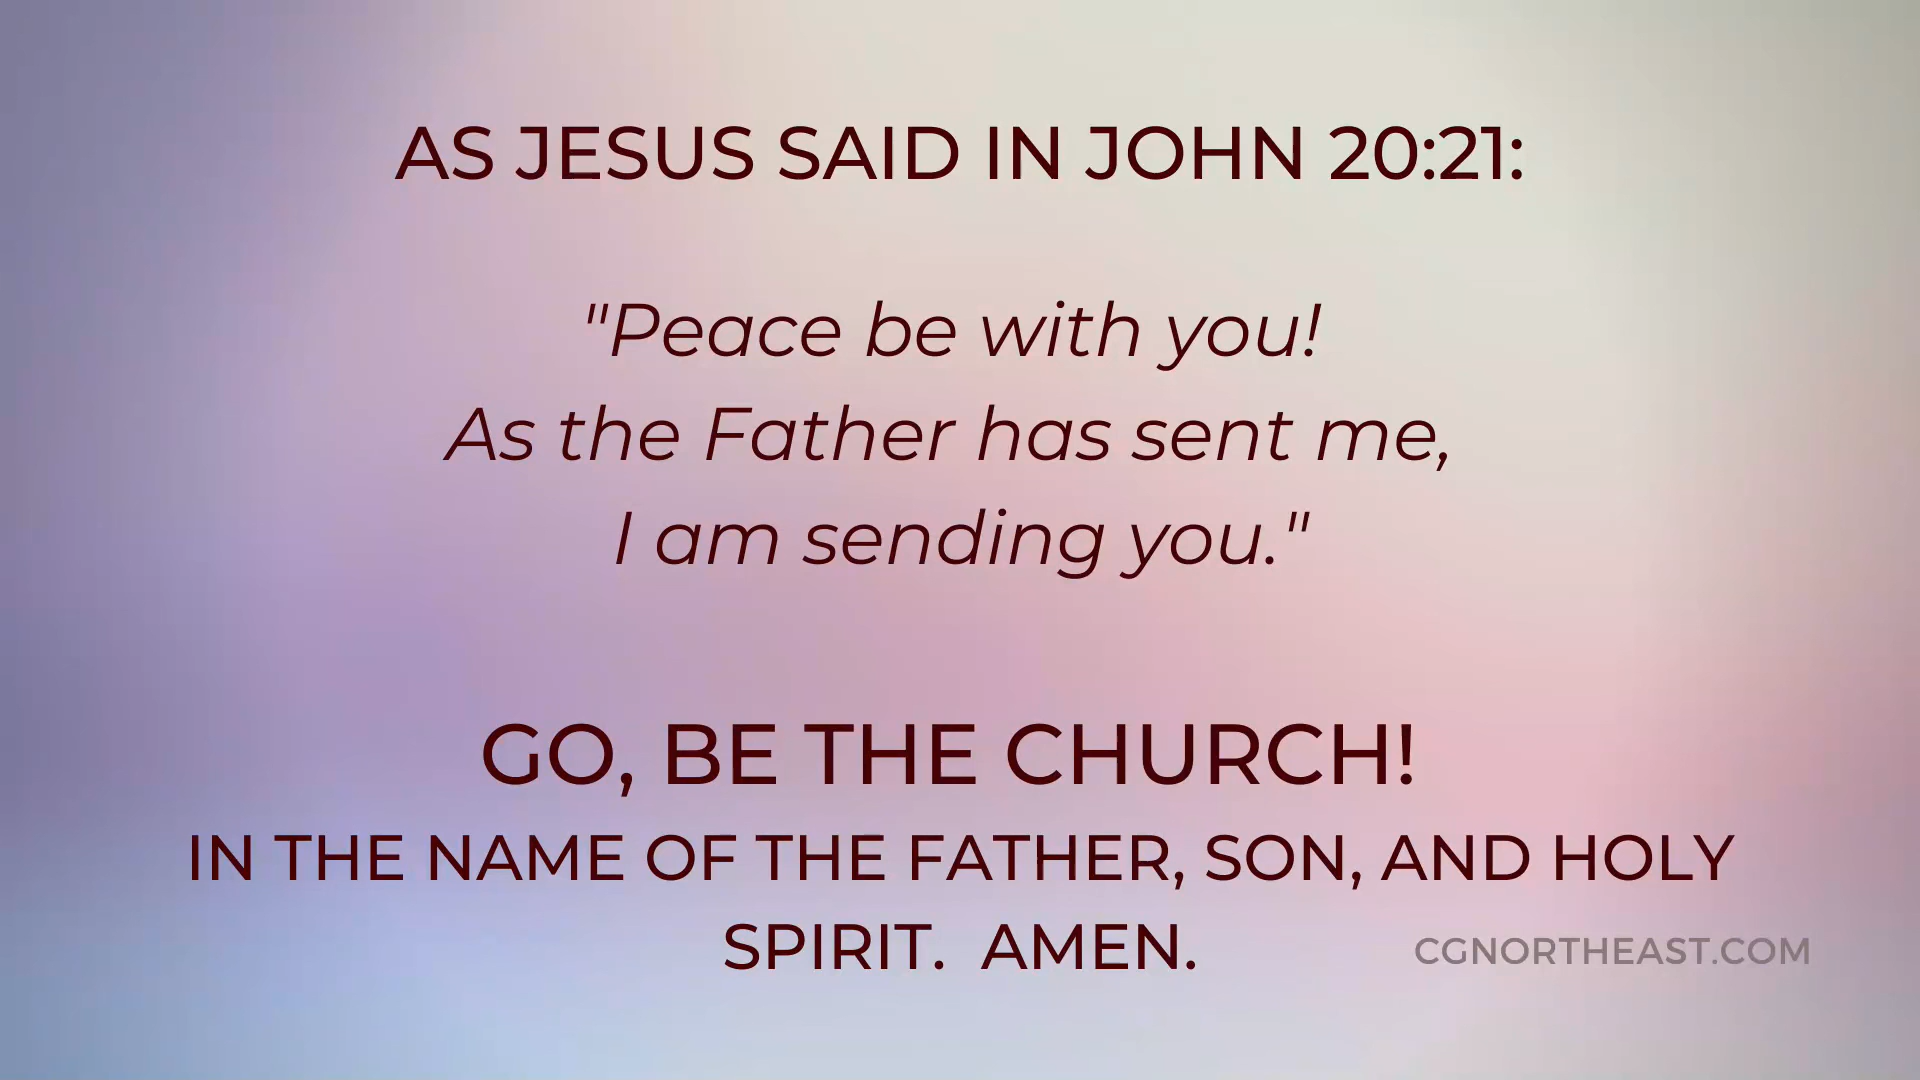 AS JESUS SAID IN JOHN 20:21:
"Peace be with you!
As the Father has sent me,
I am sending you."
GO, BE THE CHURCH!
IN THE NAME OF THE FATHER, SON, AND HOLY
SPIRIT.  AMEN.
CGNORTHEAST.COM